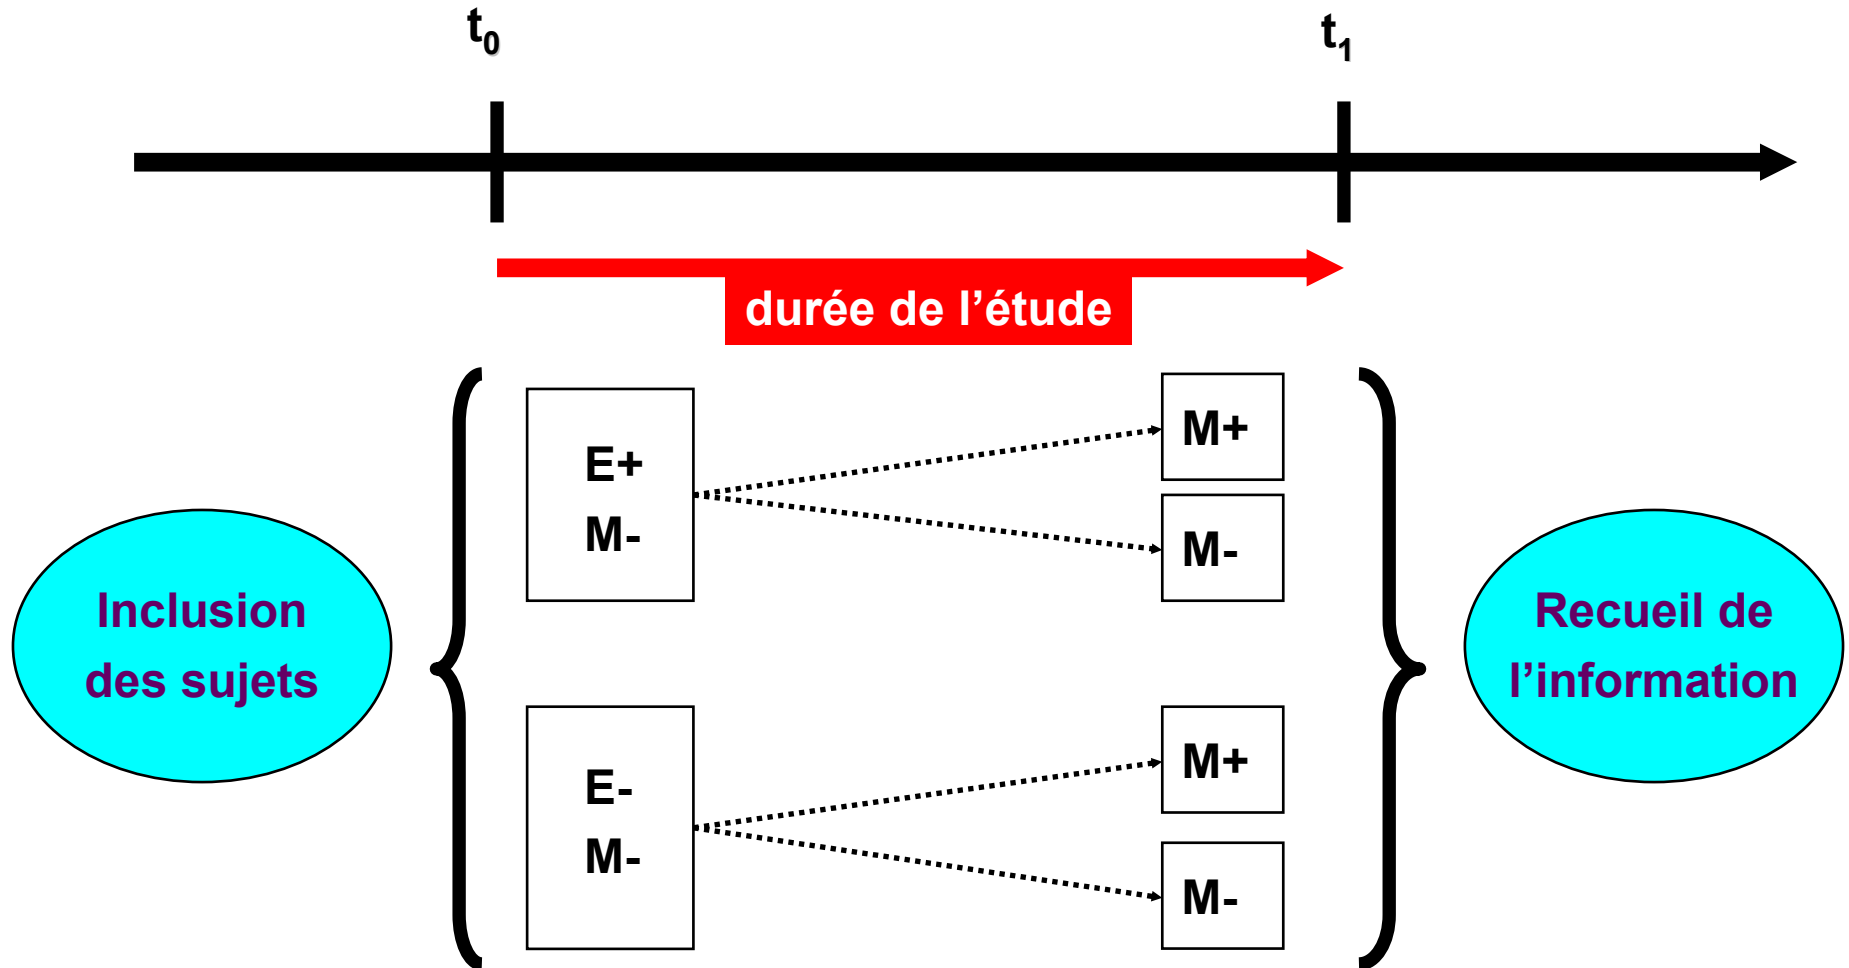 t₀
t₁
durée de l’étude
E+
M-
M+
M-
Inclusion
des sujets
Recueil de
l’information
E-
M-
M+
M-